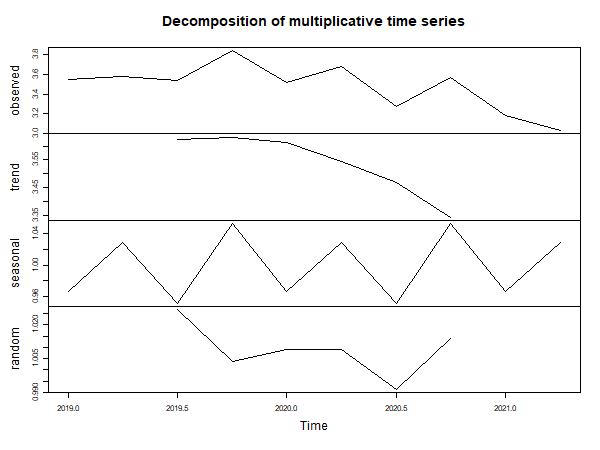 Decomposition of multiplicative time series
observed
3.0 3.2 3.4 3.6 3.8
trend
3.35 3.45 3.55
seasonal
0.96 1.00 1.04
random
0.990 1.005 1.020
2019.0 2019.5 2020.0 2020.5 2021.0
Time